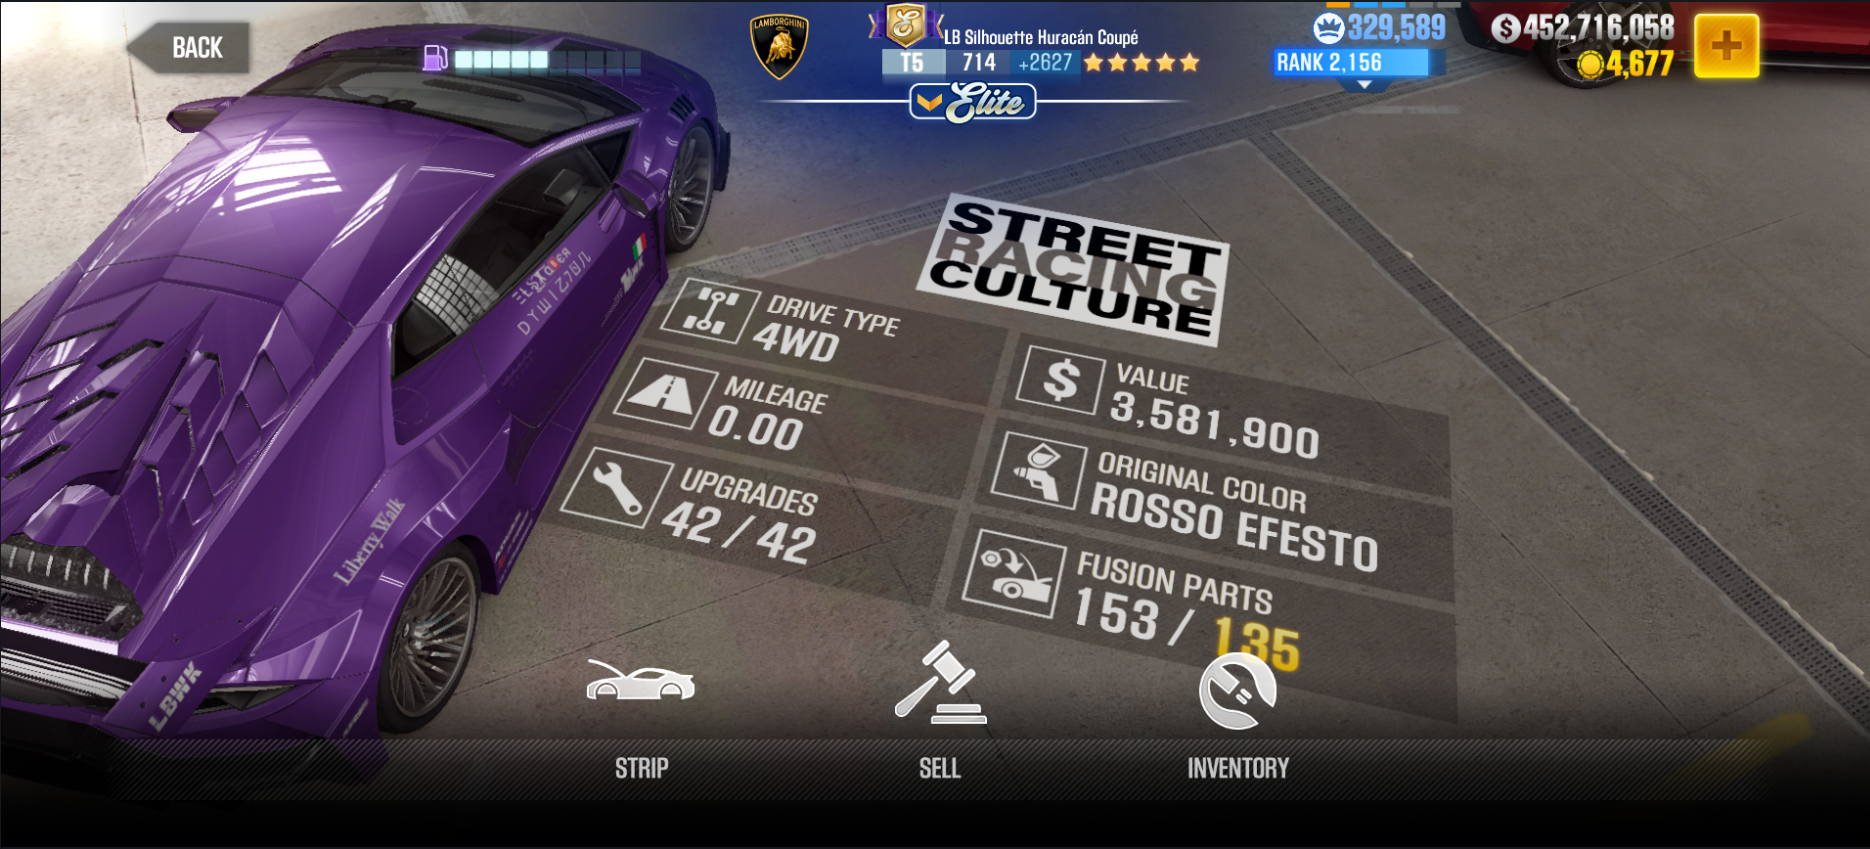 BACK
LAMBORGHINI
LB Silhouette Huracán Coupé
T5 714 +2627
Elite
329,589
RANK 2,156
452,716,058
4,677
STREET
RACING
CULTURE
DRIVE TYPE
4WD
MILEAGE
0.00
UPGRADES
42 / 42
VALUE
3,581,900
ORIGINAL COLOR
ROSSO EFESTO
FUSION PARTS
153 / 135
Liberty Walk
LBWK
STRIP
SELL
INVENTORY